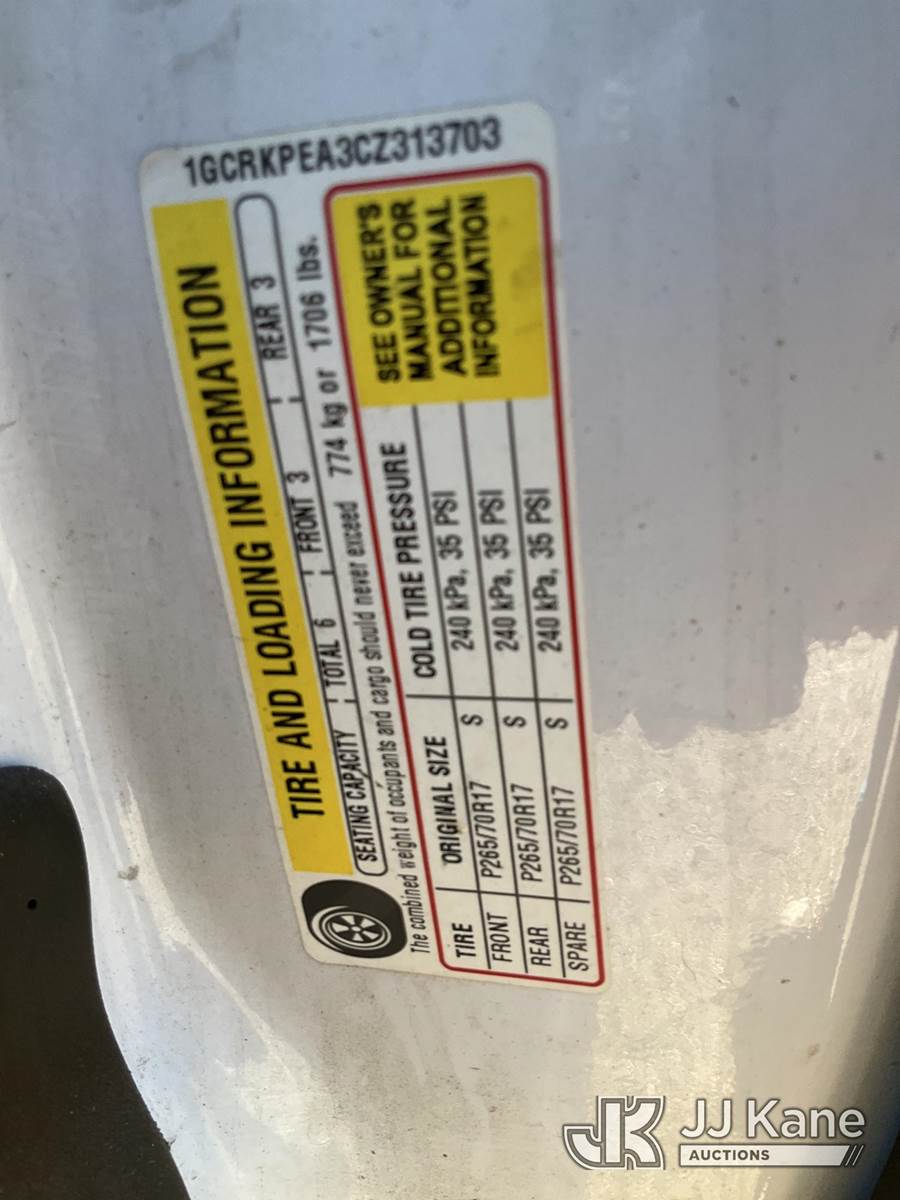 1GCRKPEA3CZ313703
TIRE AND LOADING INFORMATION
SEATING CAPACITY TOTAL 6 FRONT 3 REAR 3
The combined weight of occupants and cargo should never exceed 774 kg or 1706 lbs.
TIRE ORIGINAL SIZE COLD TIRE PRESSURE
FRONT P265/70R17 S 240 kPa, 35 PSI
REAR P265/70R17 S 240 kPa, 35 PSI
SPARE P265/70R17 S 240 kPa, 35 PSI
SEE OWNER'S
MANUAL FOR
ADDITIONAL
INFORMATION
JK JJ Kane
AUCTIONS